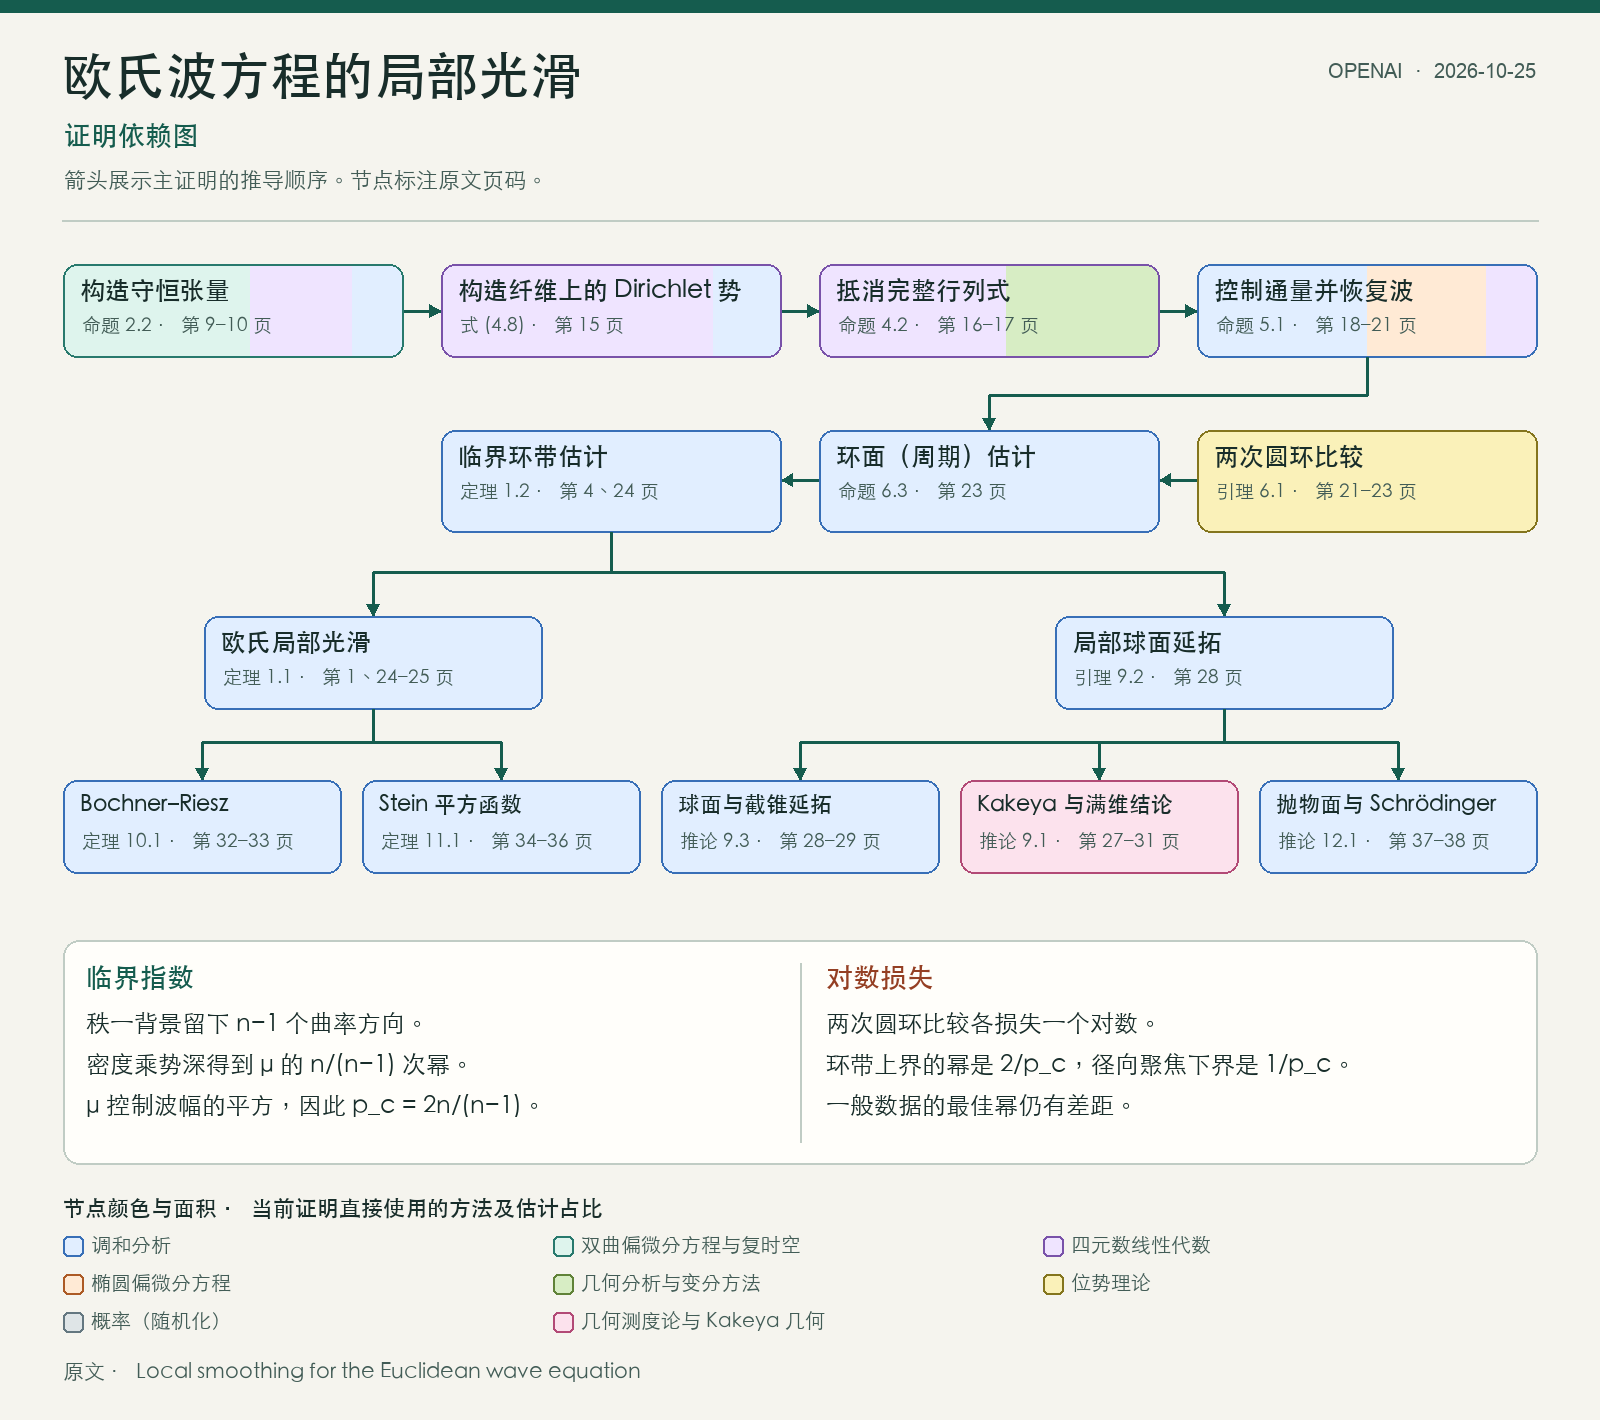 欧氏波方程的局部光滑
OPENAI · 2026-10-25
证明依赖图
箭头展示主证明的推导顺序。节点标注原文页码。
构造守恒张量
命题 2.2 · 第 9–10 页
构造纤维上的 Dirichlet 势
式 (4.8) · 第 15 页
抵消完整行列式
命题 4.2 · 第 16–17 页
控制通量并恢复波
命题 5.1 · 第 18–21 页
临界环带估计
定理 1.2 · 第 4、24 页
环面（周期）估计
命题 6.3 · 第 23 页
两次圆环比较
引理 6.1 · 第 21–23 页
欧氏局部光滑
定理 1.1 · 第 1、24–25 页
局部球面延拓
引理 9.2 · 第 28 页
Bochner–Riesz
定理 10.1 · 第 32–33 页
Stein 平方函数
定理 11.1 · 第 34–36 页
球面与截锥延拓
推论 9.3 · 第 28–29 页
Kakeya 与满维结论
推论 9.1 · 第 27–31 页
抛物面与 Schrödinger
推论 12.1 · 第 37–38 页
临界指数
秩一背景留下 n−1 个曲率方向。
密度乘势深得到 μ 的 n/(n−1) 次幂。
μ 控制波幅的平方，因此 p_c = 2n/(n−1)。
对数损失
两次圆环比较各损失一个对数。
环带上界的幂是 2/p_c，径向聚焦下界是 1/p_c。
一般数据的最佳幂仍有差距。
节点颜色与面积 · 当前证明直接使用的方法及估计占比
调和分析
双曲偏微分方程与复时空
四元数线性代数
椭圆偏微分方程
几何分析与变分方法
位势理论
概率（随机化）
几何测度论与 Kakeya 几何
原文 · Local smoothing for the Euclidean wave equation